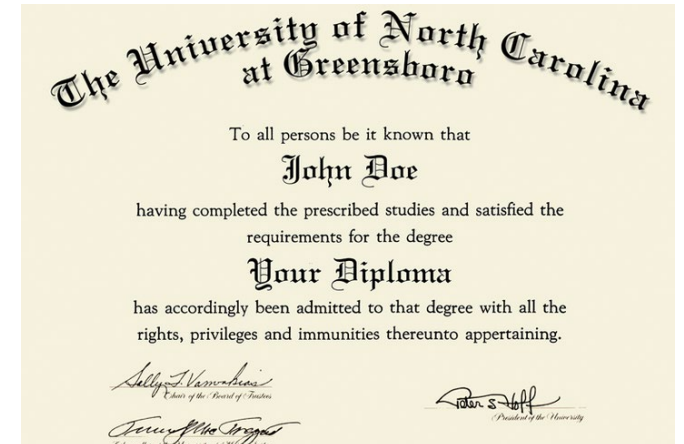 The University of North Carolina
at Greensboro
To all persons be it known that
John Doe
having completed the prescribed studies and satisfied the
requirements for the degree
Your Diploma
has accordingly been admitted to that degree with all the
rights, privileges and immunities thereunto appertaining.
Chair of the Board of Trustees
President of the University